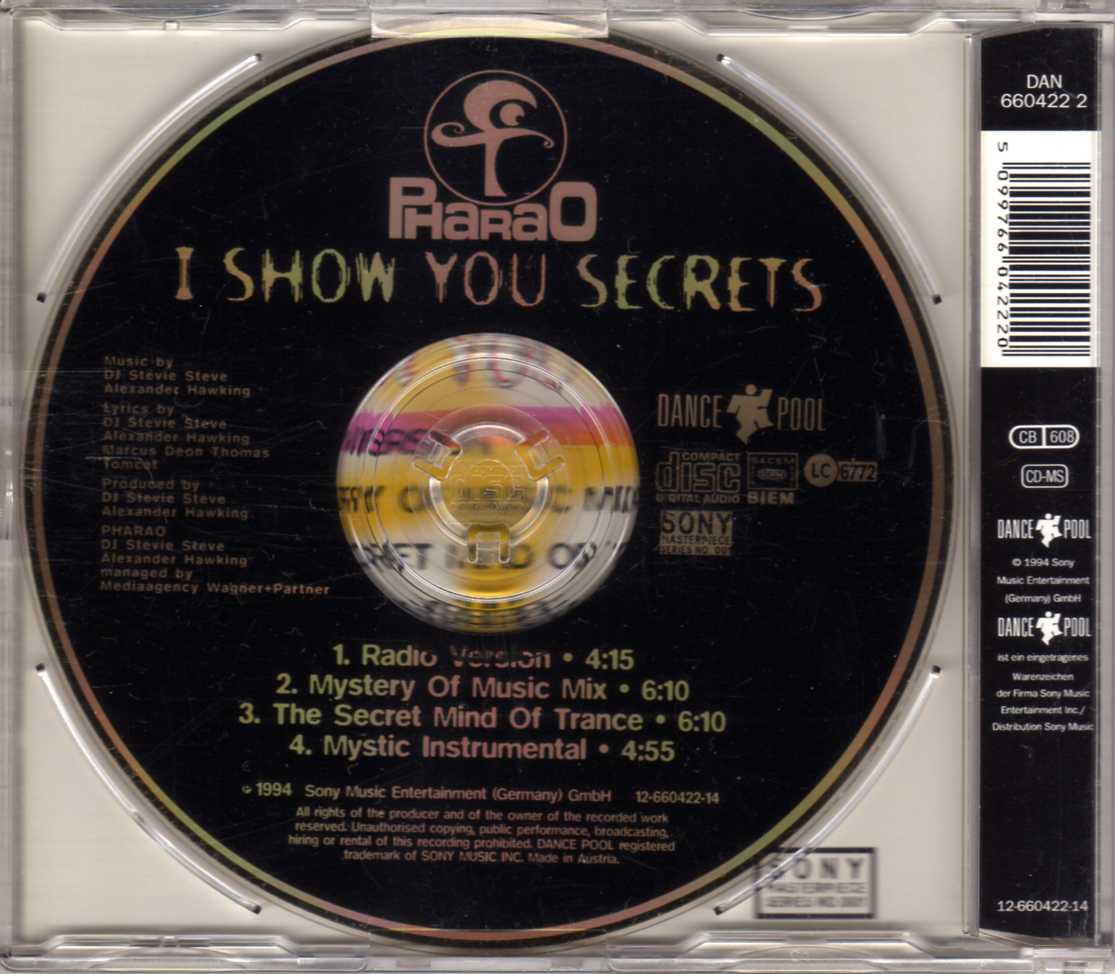 PHaRaO
I SHOW YOU SECRETS
Music by
DJ Stevie Steve
Alexander Hawking
Lyrics by
DJ Stevie Steve
Alexander Hawking
Marcus Deon Thomas
Tomcat
Produced by
DJ Stevie Steve
Alexander Hawking
PHARAO
DJ Stevie Steve
Alexander Hawking
managed by
Mediaagency Wagner+Partner
DANCE POOL
COMPACT
disc
DIGITAL AUDIO
SACEM
BIEM
LC 6772
SONY
MASTERPIECE
SERIES NO. 001
1. Radio Version • 4:15
2. Mystery Of Music Mix • 6:10
3. The Secret Mind Of Trance • 6:10
4. Mystic Instrumental • 4:55
℗ 1994 Sony Music Entertainment (Germany) GmbH 12-660422-14
All rights of the producer and of the owner of the recorded work
reserved. Unauthorised copying, public performance, broadcasting,
hiring or rental of this recording prohibited. DANCE POOL registered
trademark of SONY MUSIC INC. Made in Austria.
SONY
MASTERPIECE
SERIES NO. 001
DAN
660422 2
5 099766 042220
CB 608
CD-MS
DANCE POOL
© 1994 Sony
Music Entertainment
(Germany) GmbH
DANCE POOL
ist ein eingetragenes
Warenzeichen
der Firma Sony Music
Entertainment Inc./
Distribution Sony Music
12-660422-14